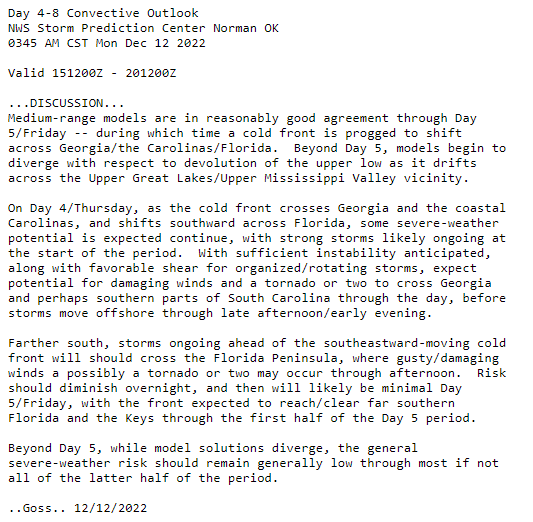 Day 4-8 Convective Outlook
NWS Storm Prediction Center Norman OK
0345 AM CST Mon Dec 12 2022
Valid 151200Z - 201200Z
...DISCUSSION...
Medium-range models are in reasonably good agreement through Day
5/Friday -- during which time a cold front is progged to shift
across Georgia/the Carolinas/Florida.  Beyond Day 5, models begin to
diverge with respect to devolution of the upper low as it drifts
across the Upper Great Lakes/Upper Mississippi Valley vicinity.
On Day 4/Thursday, as the cold front crosses Georgia and the coastal
Carolinas, and shifts southward across Florida, some severe-weather
potential is expected continue, with strong storms likely ongoing at
the start of the period.  With sufficient instability anticipated,
along with favorable shear for organized/rotating storms, expect
potential for damaging winds and a tornado or two to cross Georgia
and perhaps southern parts of South Carolina through the day, before
storms move offshore through late afternoon/early evening.
Farther south, storms ongoing ahead of the southeastward-moving cold
front will should cross the Florida Peninsula, where gusty/damaging
winds a possibly a tornado or two may occur through afternoon.  Risk
should diminish overnight, and then will likely be minimal Day
5/Friday, with the front expected to reach/clear far southern
Florida and the Keys through the first half of the Day 5 period.
Beyond Day 5, while model solutions diverge, the general
severe-weather risk should remain generally low through most if not
all of the latter half of the period.
..Goss.. 12/12/2022